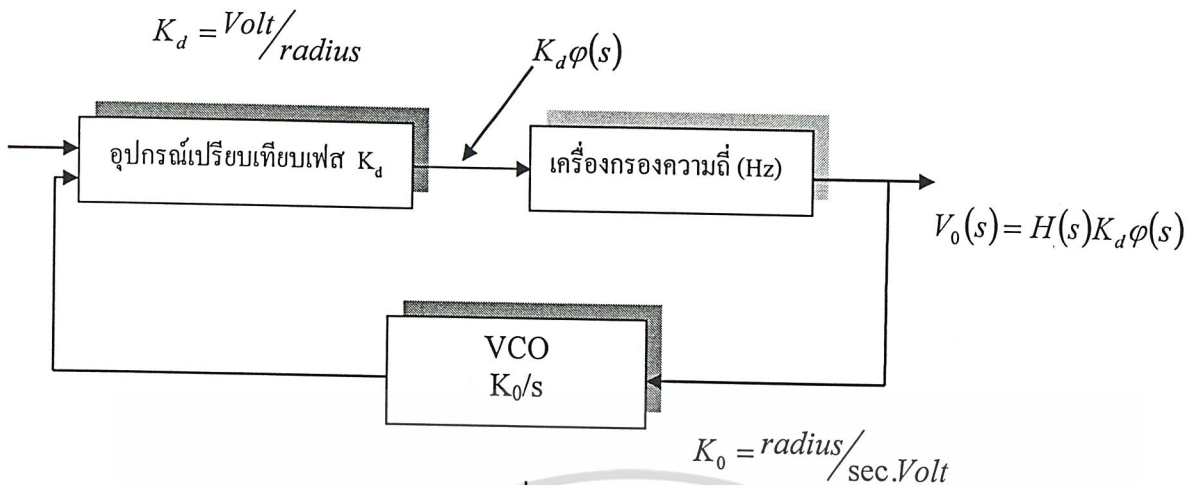 K_d = Volt/radius
K_dφ(s)
อุปกรณ์เปรียบเทียบเฟส K_d
เครื่องกรองความถี่ (Hz)
V_0(s) = H(s)K_dφ(s)
VCO
K_0/s
K_0 = radius/sec.Volt